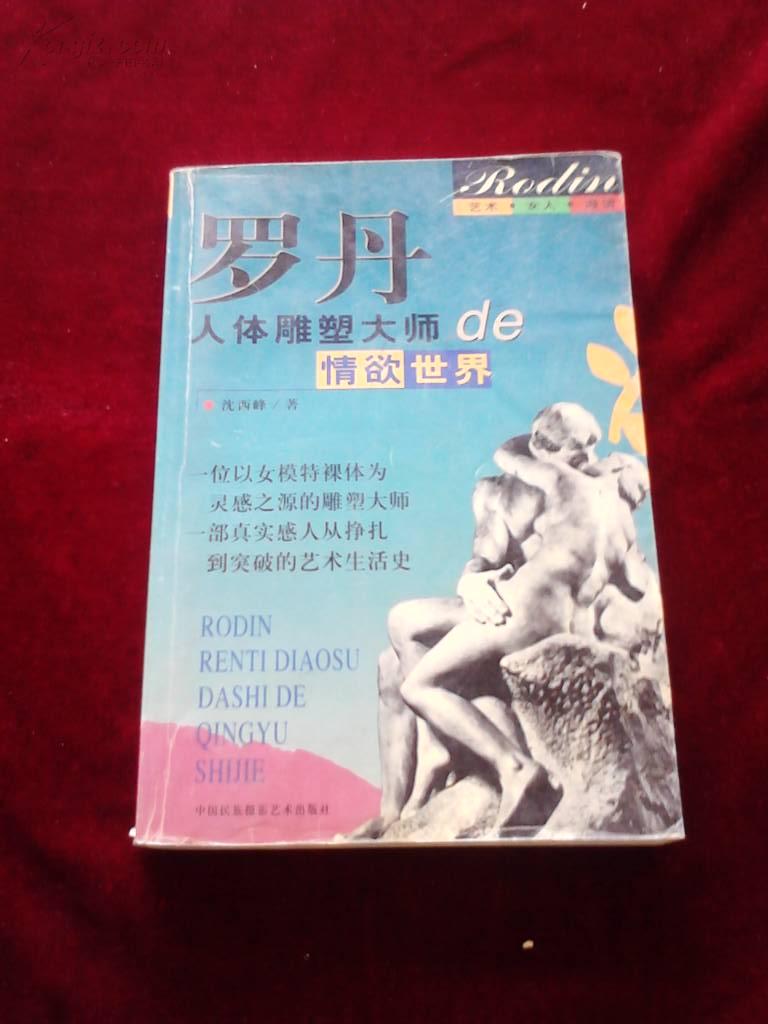 Rodin
艺术·女人
罗丹
人体雕塑大师de
情欲世界
沈西峰/著
一位以女模特裸体为
灵感之源的雕塑大师
一部真实感人从挣扎
到突破的艺术生活史
RODIN
RENTI DIAOSU
DASHI DE
QINGYU
SHIJIE
中国民族摄影艺术出版社